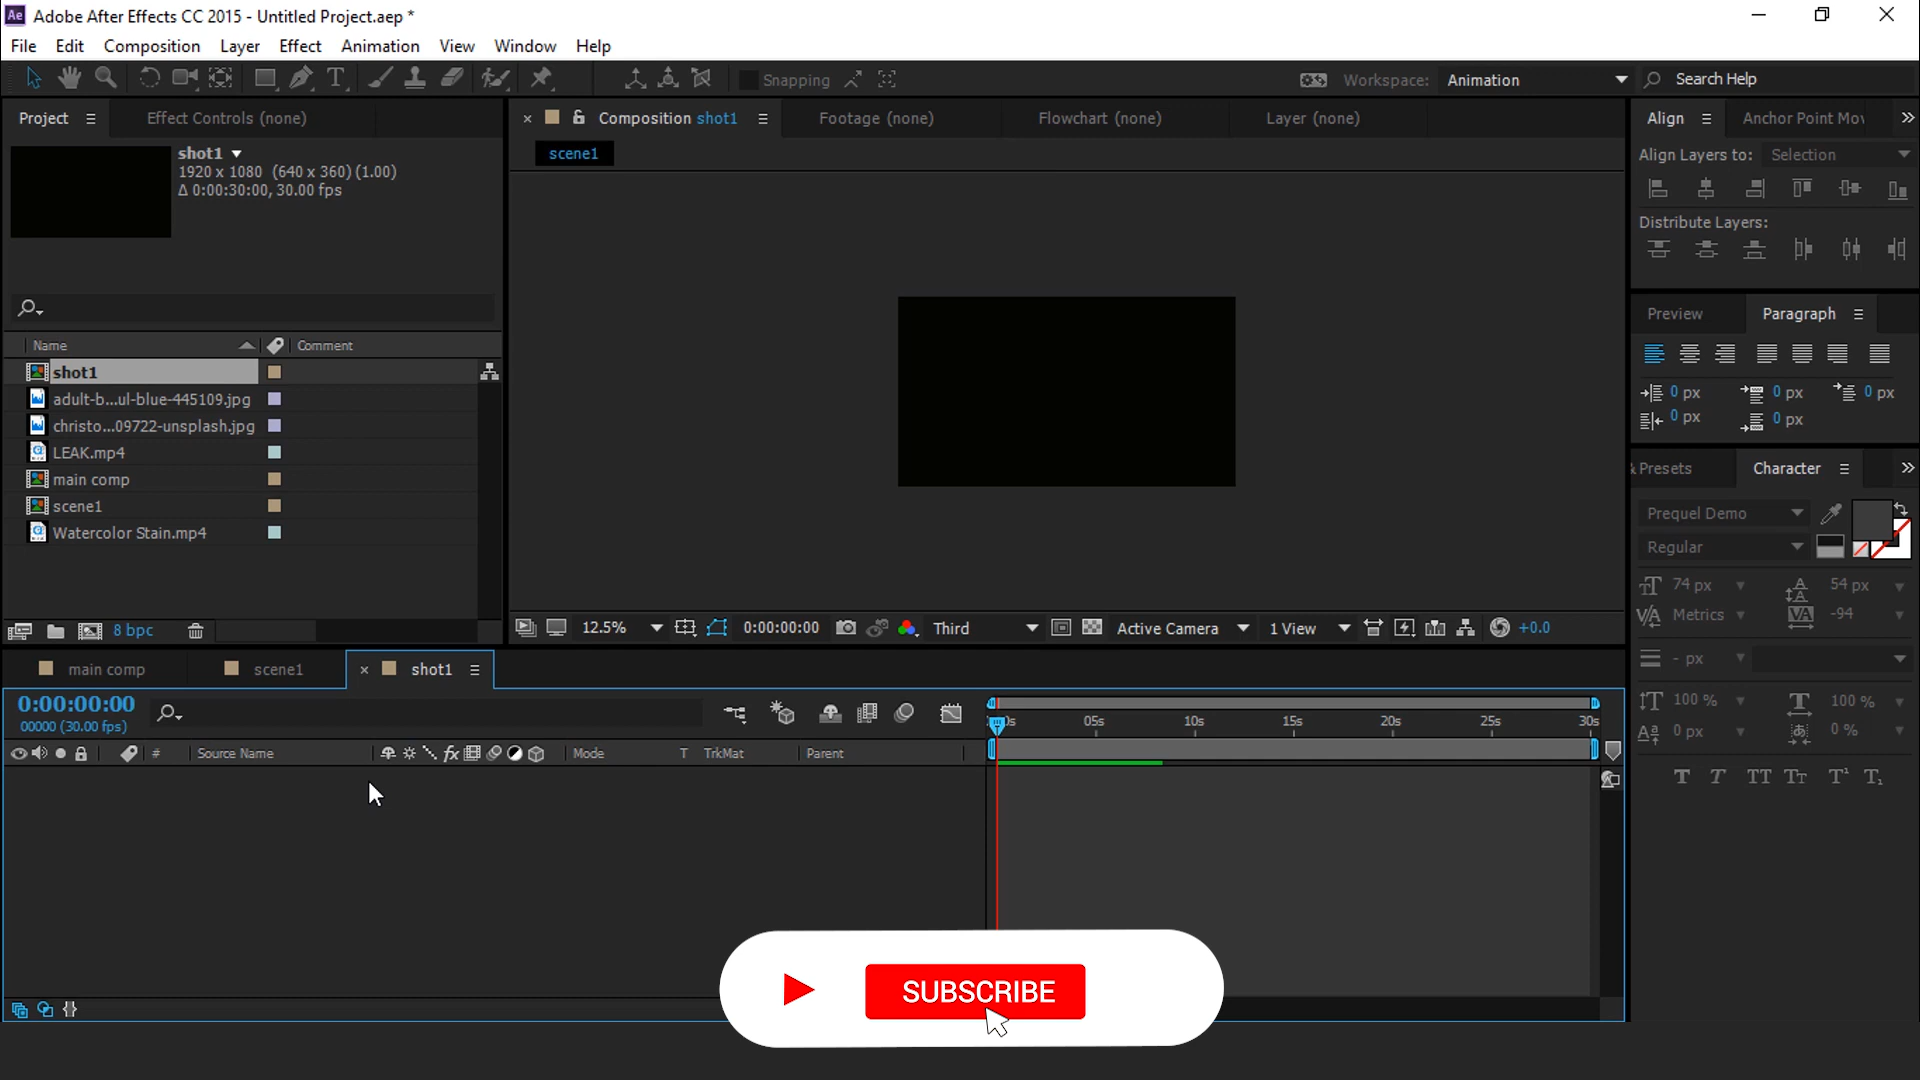 Ae Adobe After Effects CC 2015 - Untitled Project.aep *
File Edit Composition Layer Effect Animation View Window Help
Snapping Workspace: Animation Search Help
Project Effect Controls (none)
shot1
1920 x 1080 (640 x 360) (1.00)
Δ 0:00:30:00, 30.00 fps
Name Comment
shot1
adult-b...ul-blue-445109.jpg
christo...09722-unsplash.jpg
LEAK.mp4
main comp
scene1
Watercolor Stain.mp4
8 bpc
Composition shot1 Footage (none) Flowchart (none) Layer (none)
scene1
12.5% 0:00:00:00 Third Active Camera 1 View +0.0
Align Anchor Point Mov
Align Layers to: Selection
Distribute Layers:
Preview Paragraph
0 px 0 px 0 px
0 px 0 px
& Presets Character
Prequel Demo
Regular
74 px 54 px
Metrics -94
- px
100 % 100 %
0 px 0 %
T T TT Tt T¹ T₁
main comp scene1 shot1
0:00:00:00
00000 (30.00 fps)
# Source Name fx Mode T TrkMat Parent
05s 10s 15s 20s 25s 30s
SUBSCRIBE